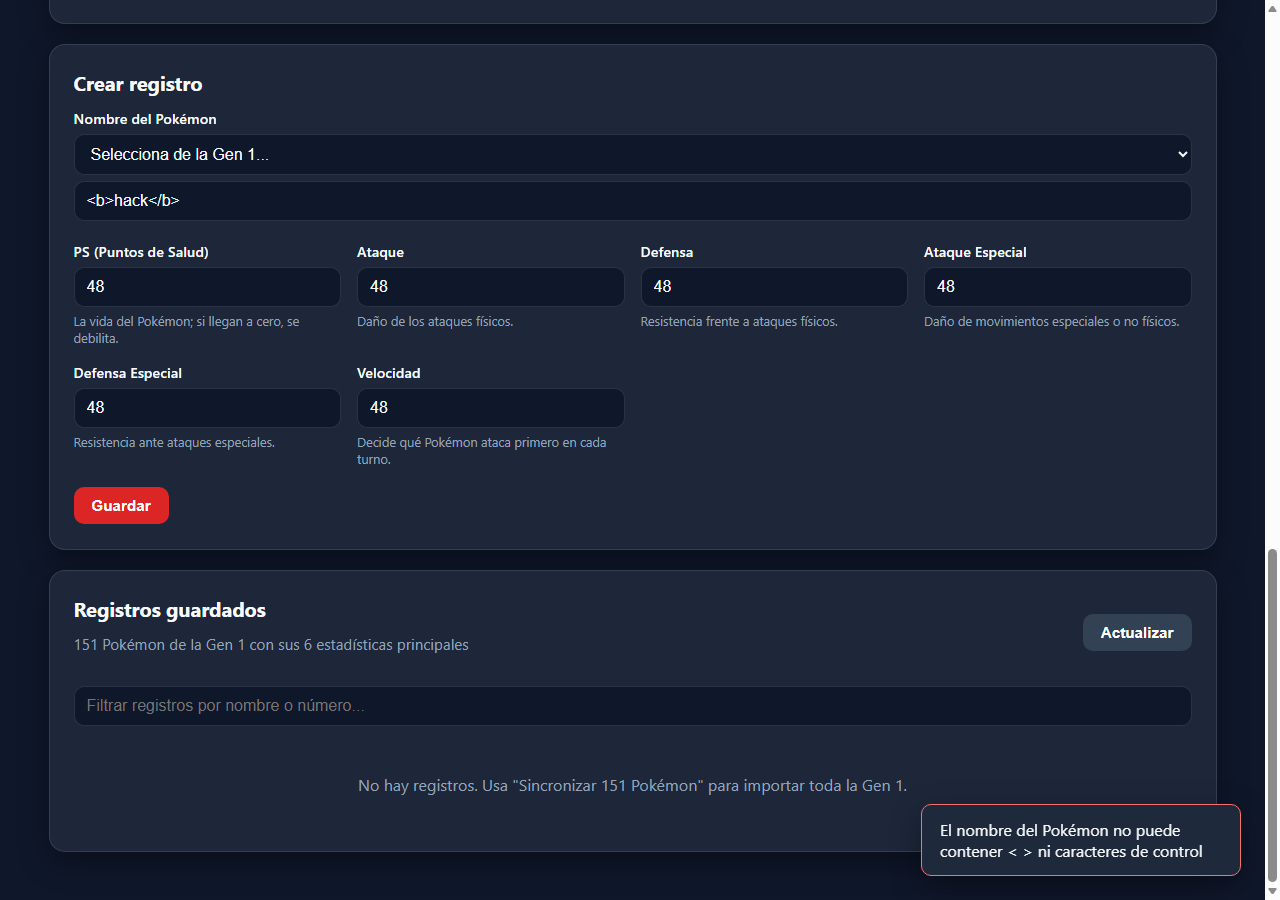 Crear registro
Nombre del Pokémon
Selecciona de la Gen 1...
<b>hack</b>
PS (Puntos de Salud)
Ataque
Defensa
Ataque Especial
48
48
48
48
La vida del Pokémon; si llegan a cero, se
debilita.
Daño de los ataques físicos.
Resistencia frente a ataques físicos.
Daño de movimientos especiales o no físicos.
Defensa Especial
Velocidad
48
48
Resistencia ante ataques especiales.
Decide qué Pokémon ataca primero en cada
turno.
Guardar
Registros guardados
151 Pokémon de la Gen 1 con sus 6 estadísticas principales
Actualizar
Filtrar registros por nombre o número...
No hay registros. Usa "Sincronizar 151 Pokémon" para importar toda la Gen 1.
El nombre del Pokémon no puede
contener < > ni caracteres de control